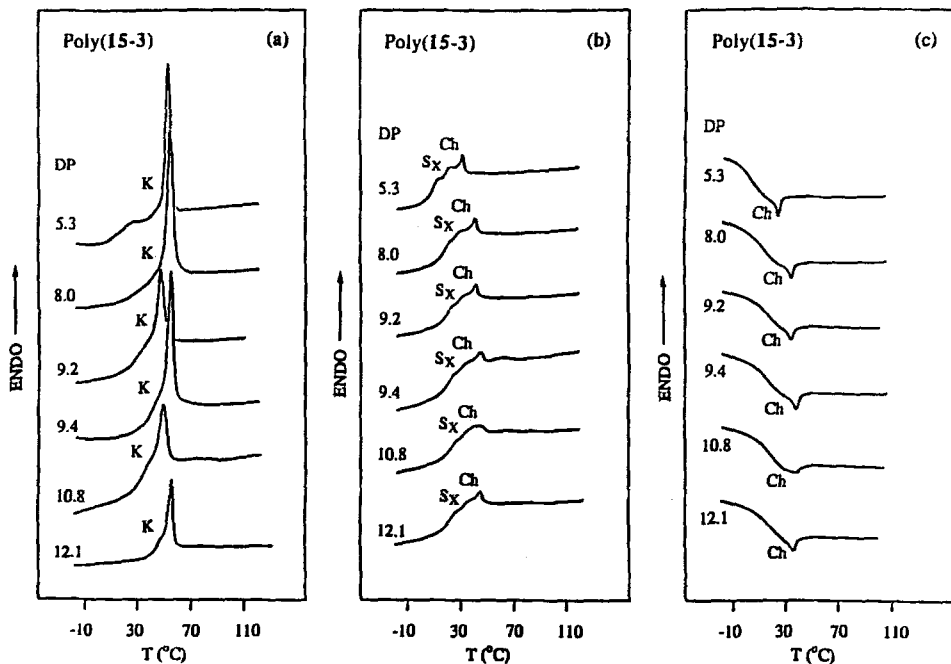 Poly(15-3) (a)
DP
K
5.3
K
8.0
K
9.2
K
9.4
K
10.8
K
12.1
ENDO
-10 30 70 110
T (°C)
Poly(15-3) (b)
DP
Ch
SX
5.3
Ch
SX
8.0
Ch
SX
9.2
Ch
SX
9.4
Ch
SX
10.8
Ch
SX
12.1
ENDO
-10 30 70 110
T (°C)
Poly(15-3) (c)
DP
5.3
Ch
8.0
Ch
9.2
Ch
9.4
Ch
10.8
Ch
12.1
Ch
ENDO
-10 30 70 110
T (°C)